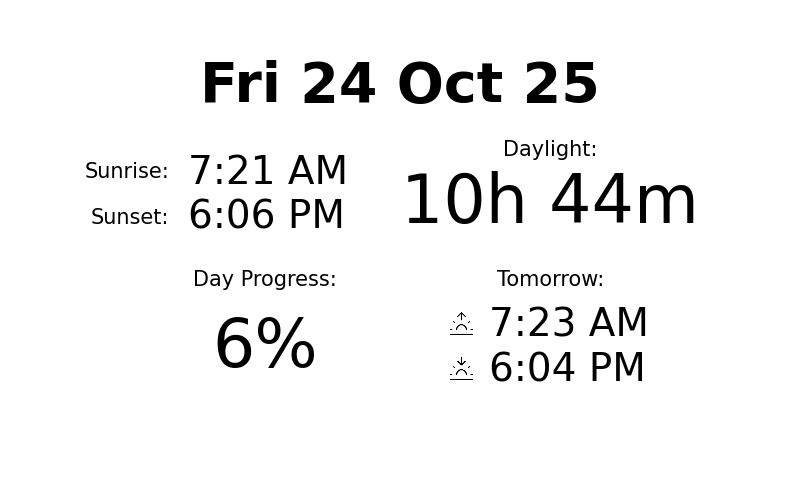 Fri 24 Oct 25
Sunrise: 7:21 AM
Sunset: 6:06 PM
Daylight:
10h 44m
Day Progress:
6%
Tomorrow:
7:23 AM
6:04 PM